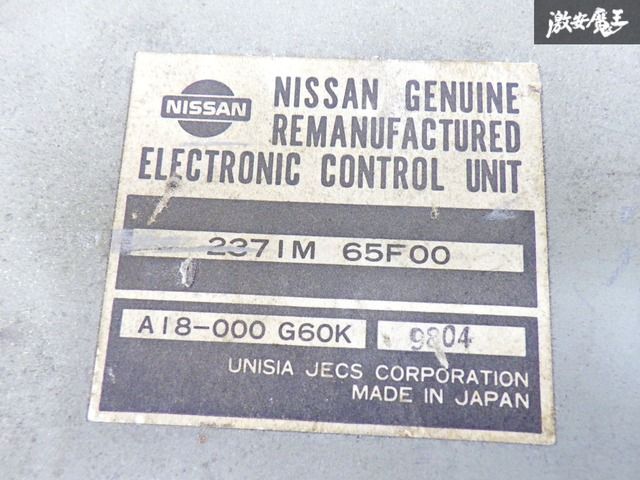 激安魔王
NISSAN
NISSAN GENUINE
REMANUFACTURED
ELECTRONIC CONTROL UNIT
2371M 65F00
A18-000 G60K 9804
UNISIA JECS CORPORATION
MADE IN JAPAN